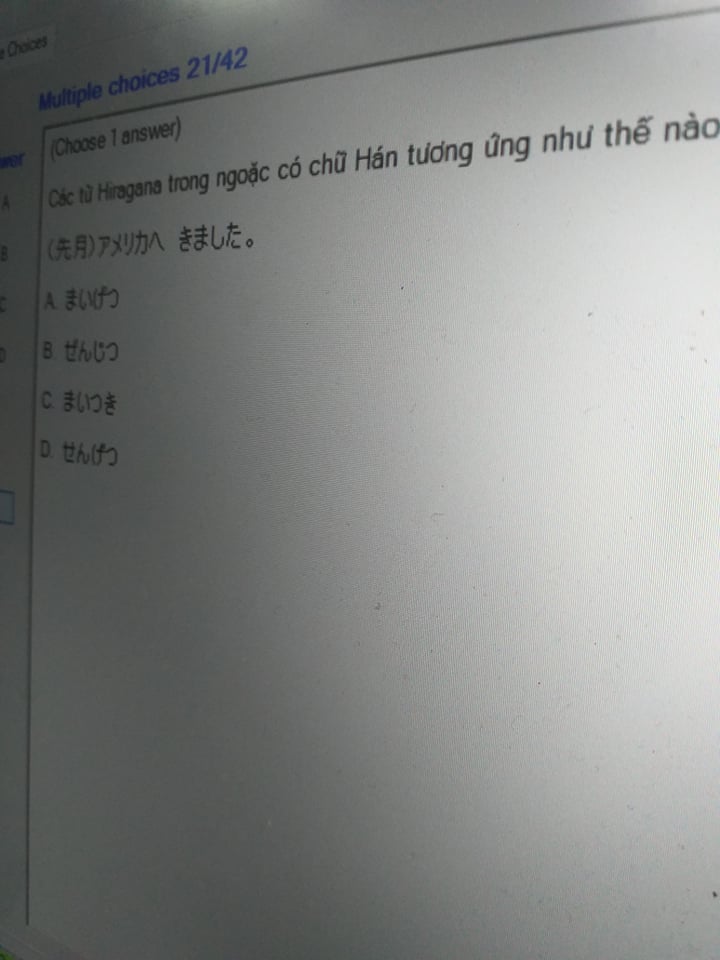 Choices
Multiple choices 21/42
(Choose 1 answer)
Các từ Hiragana trong ngoặc có chữ Hán tương ứng như thế nào
(先月)アメリカへ きました。
A. まいげつ
B. ぜんじつ
C. まいつき
D. せんげつ
A
B
C
D